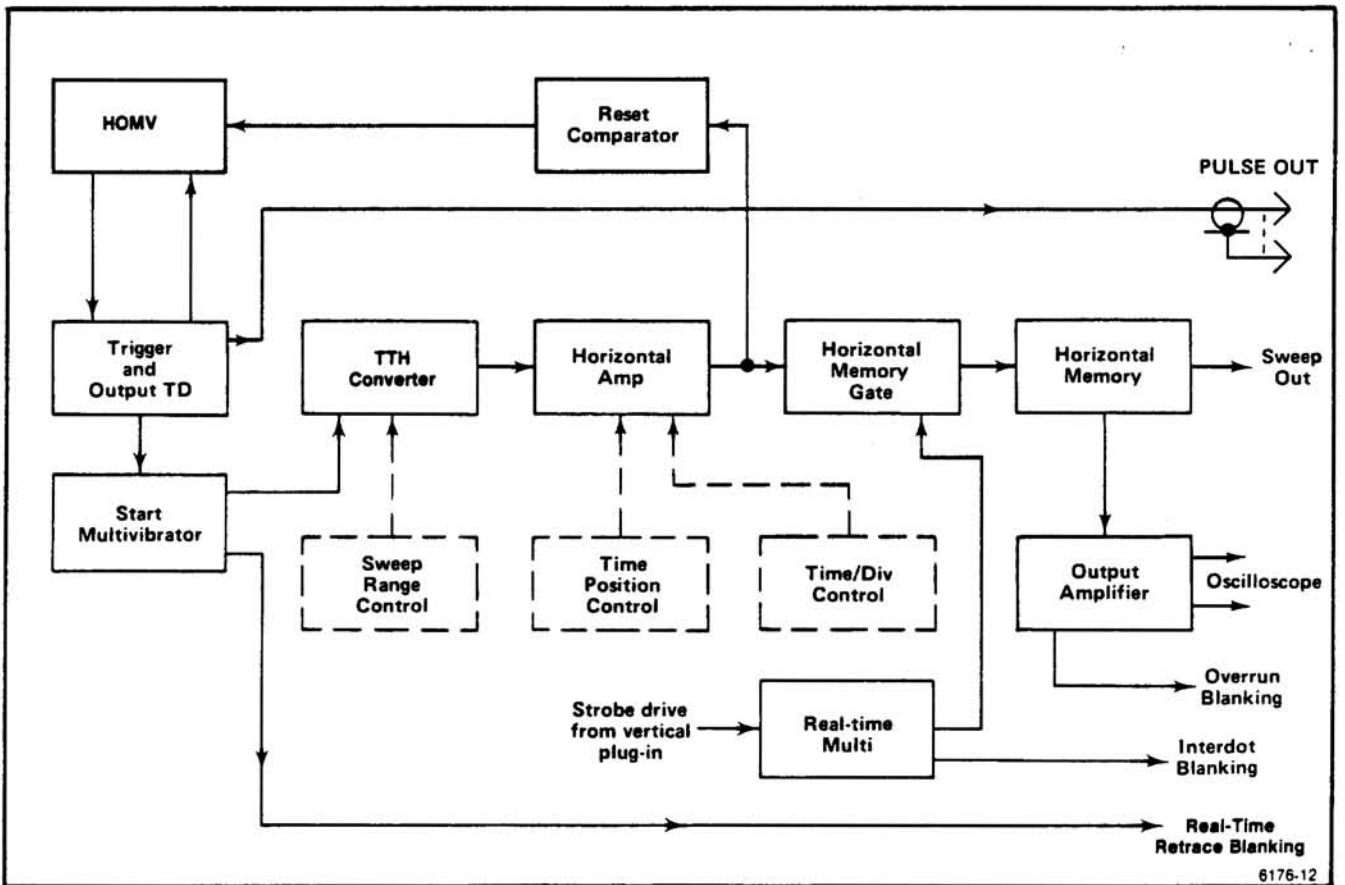 HOMV
Reset
Comparator
PULSE OUT
Trigger
and
Output TD
TTH
Converter
Horizontal
Amp
Horizontal
Memory
Gate
Horizontal
Memory
Sweep
Out
Start
Multivibrator
Sweep
Range
Control
Time
Position
Control
Time/Div
Control
Output
Amplifier
Oscilloscope
Overrun
Blanking
Strobe drive
from vertical
plug-in
Real-time
Multi
Interdot
Blanking
Real-Time
Retrace Blanking
6176-12